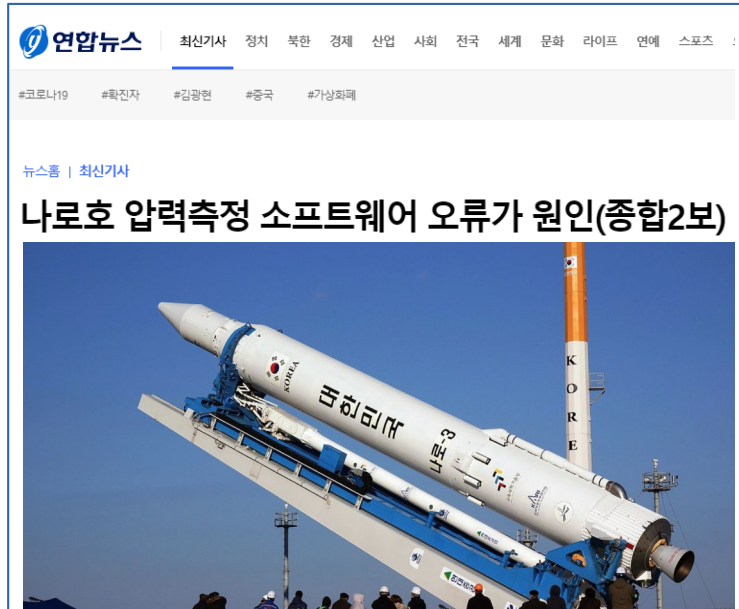 연합뉴스 최신기사 정치 북한 경제 산업 사회 전국 세계 문화 라이프 연예 스포츠
#코로나19 #확진자 #김광현 #중국 #가상화폐
뉴스홈 | 최신기사
나로호 압력측정 소프트웨어 오류가 원인(종합2보)
KOREA
대한민국
나로-3
KORE